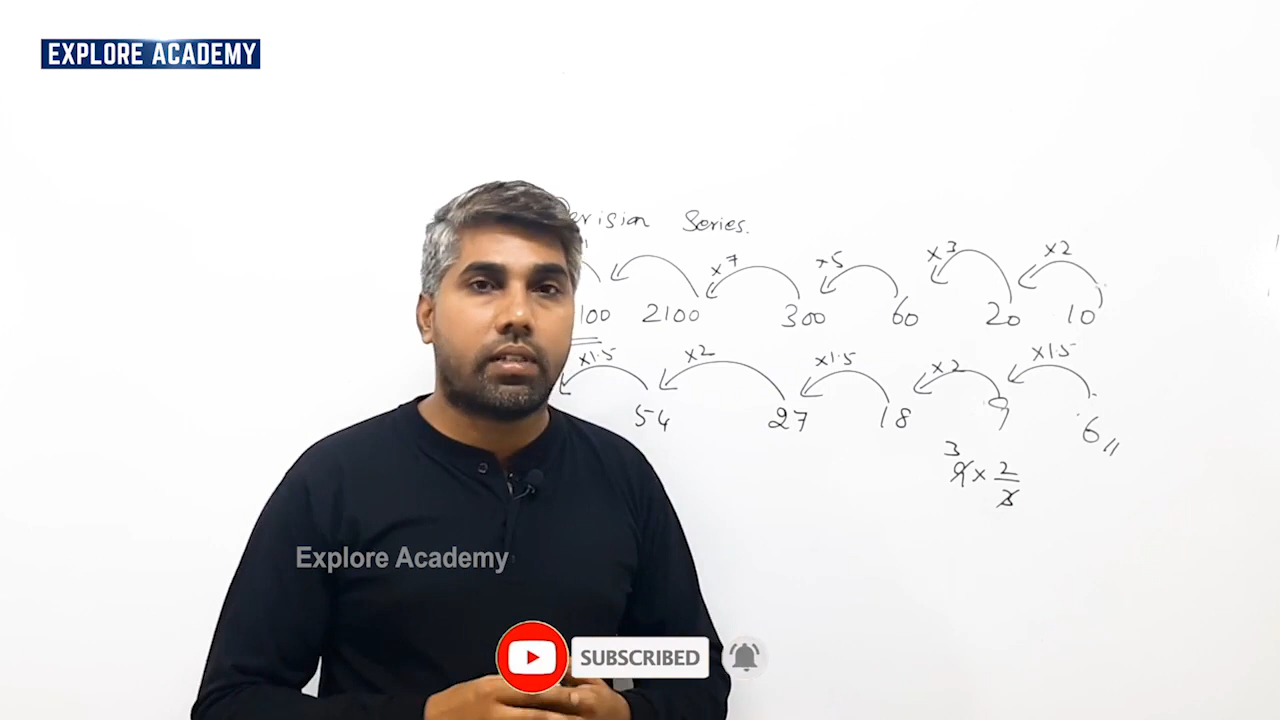 EXPLORE ACADEMY
Series.
×7 ×5 ×3 ×2
100 2100 300 60 20 10
×1.5 ×2 ×1.5 ×2 ×1.5
54 27 18 9 6
3
9 × 2
3
Explore Academy
SUBSCRIBED